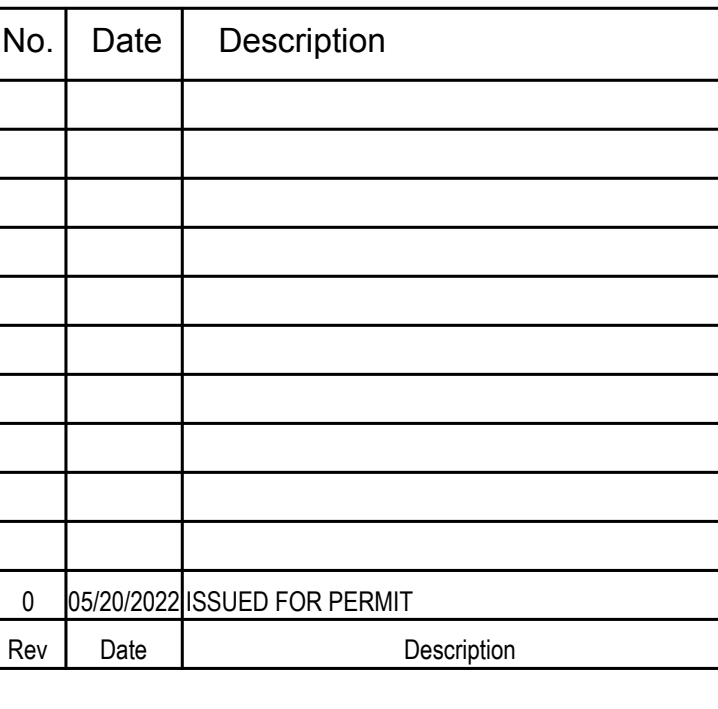 No. Date Description
0 05/20/2022 ISSUED FOR PERMIT
Rev Date Description